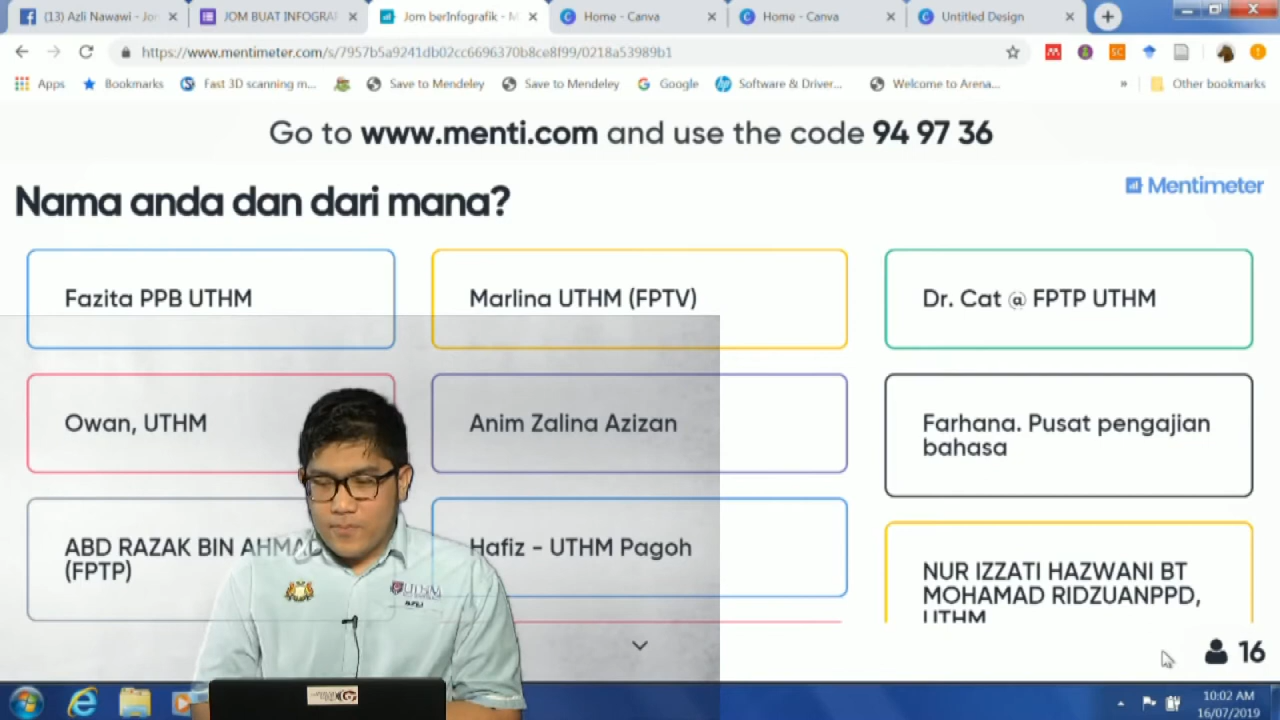 (13) Azli Nawawi - Jor
JOM BUAT INFOGRA
Jom berInfografik - M
Home - Canva
Home - Canva
Untitled Design
https://www.mentimeter.com/s/7957b5a9241db02cc6696370b8ce8f99/0218a53989b1
Apps
Bookmarks
Fast 3D scanning m...
Save to Mendeley
Save to Mendeley
Google
Software & Driver...
Welcome to Arena...
»
Other bookmarks
Go to www.menti.com and use the code 94 97 36
Nama anda dan dari mana?
Mentimeter
Fazita PPB UTHM
Marlina UTHM (FPTV)
Dr. Cat @ FPTP UTHM
Owan, UTHM
Anim Zalina Azizan
Farhana. Pusat pengajian
bahasa
ABD RAZAK BIN AHMAD
(FPTP)
Hafiz - UTHM Pagoh
NUR IZZATI HAZWANI BT
MOHAMAD RIDZUANPPD,
UTHM
16
10:02 AM
16/07/2019